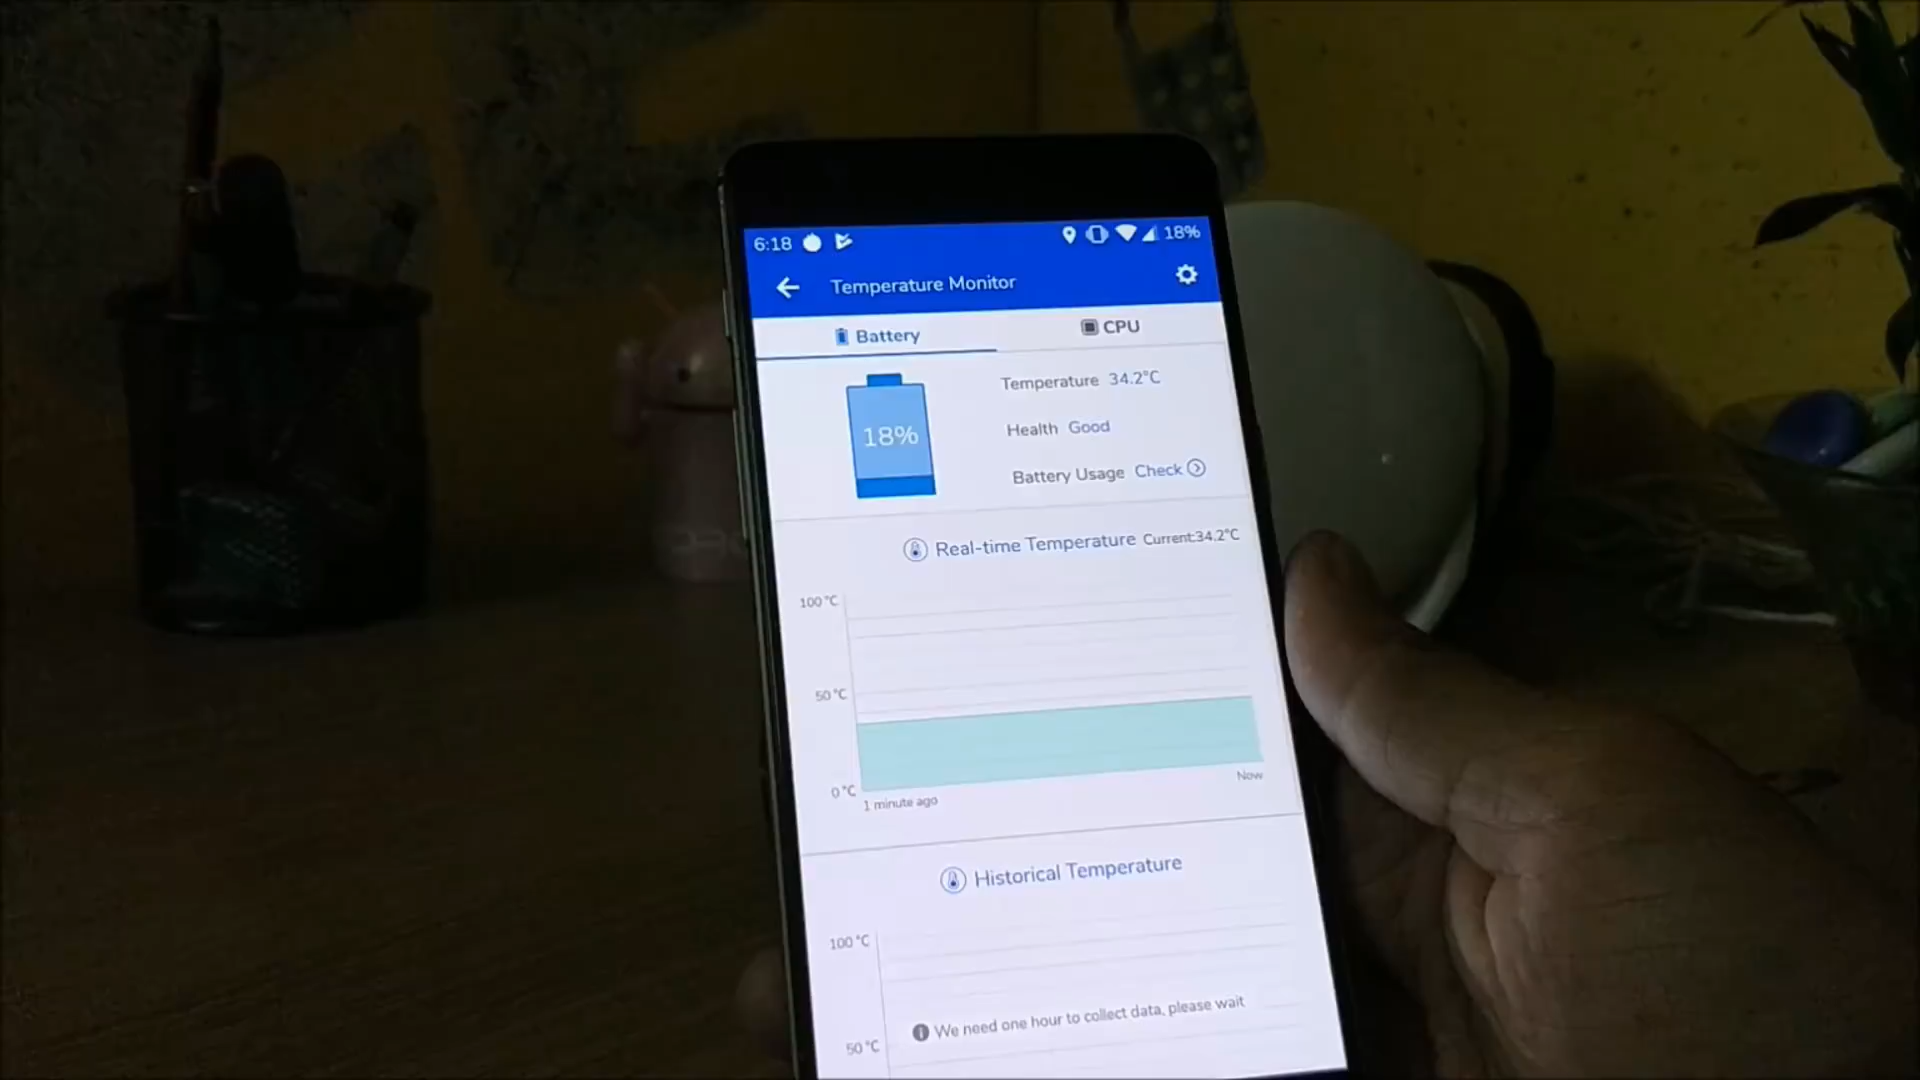 6:18 18%
Temperature Monitor
Battery CPU
18%
Temperature 34.2°C
Health Good
Battery Usage Check
Real-time Temperature Current:34.2°C
100°C
50°C
0°C
1 minute ago Now
Historical Temperature
100°C
We need one hour to collect data, please wait
50°C